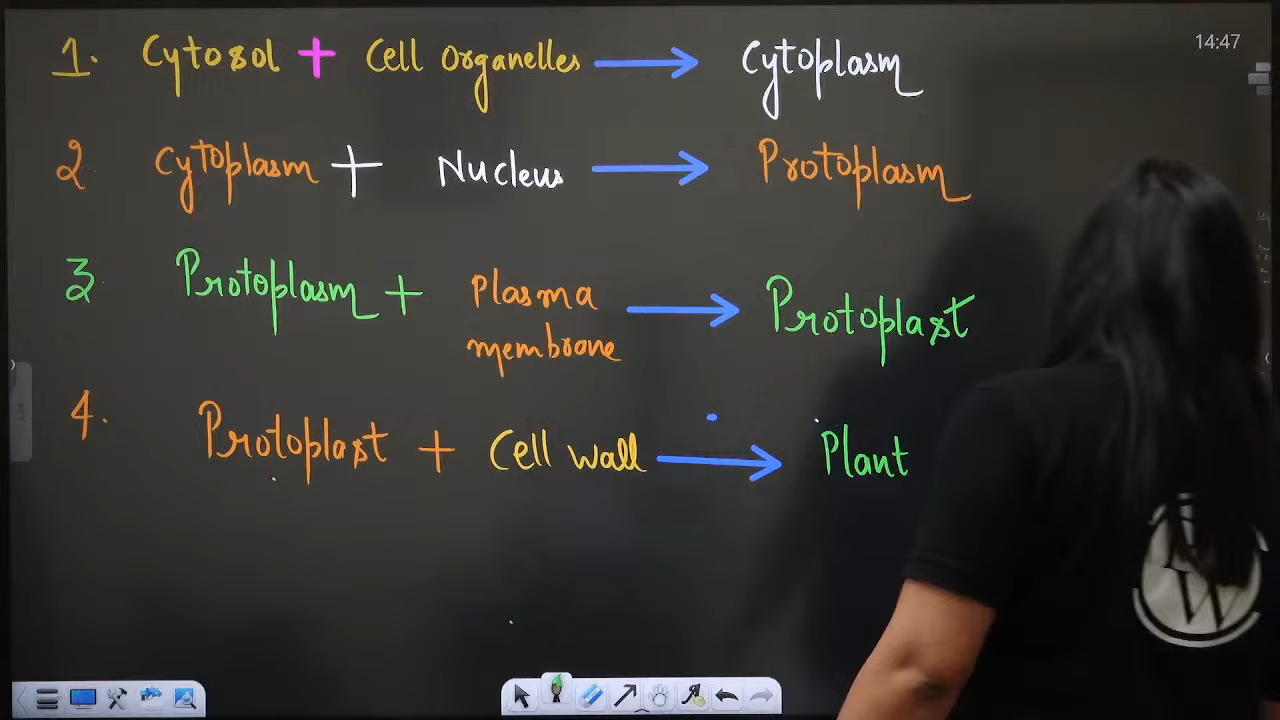 14:47
1. Cytosol + Cell Organelles → Cytoplasm
2 Cytoplasm + Nucleus → Protoplasm
3 Protoplasm + Plasma membrane → Protoplast
4. Protoplast + Cell wall → Plant
W